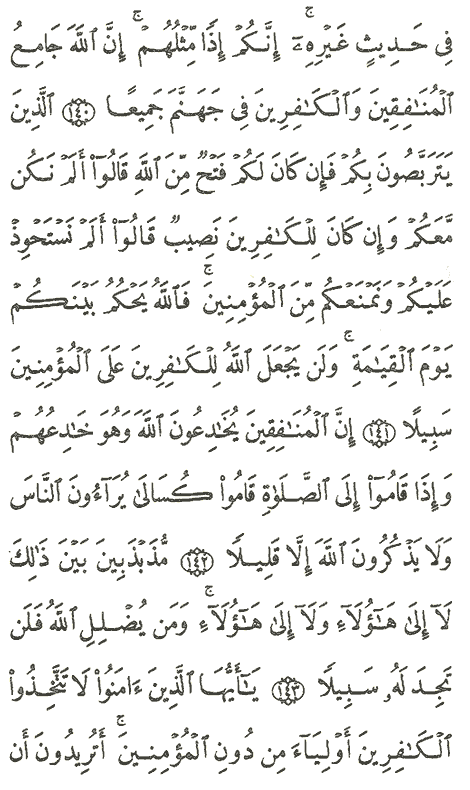 فِى حَدِيثٍ غَيْرِهِۦٓ ۚ إِنَّكُمْ إِذًا مِّثْلُهُمْ ۗ إِنَّ ٱللَّهَ جَامِعُ
ٱلْمُنَٰفِقِينَ وَٱلْكَٰفِرِينَ فِى جَهَنَّمَ جَمِيعًا ١٤٠ ٱلَّذِينَ
يَتَرَبَّصُونَ بِكُمْ فَإِن كَانَ لَكُمْ فَتْحٌ مِّنَ ٱللَّهِ قَالُوٓا۟ أَلَمْ نَكُن
مَّعَكُمْ وَإِن كَانَ لِلْكَٰفِرِينَ نَصِيبٌ قَالُوٓا۟ أَلَمْ نَسْتَحْوِذْ
عَلَيْكُمْ وَنَمْنَعْكُم مِّنَ ٱلْمُؤْمِنِينَ ۚ فَٱللَّهُ يَحْكُمُ بَيْنَكُمْ
يَوْمَ ٱلْقِيَٰمَةِ ۗ وَلَن يَجْعَلَ ٱللَّهُ لِلْكَٰفِرِينَ عَلَى ٱلْمُؤْمِنِينَ
سَبِيلًا ١٤١ إِنَّ ٱلْمُنَٰفِقِينَ يُخَٰدِعُونَ ٱللَّهَ وَهُوَ خَٰدِعُهُمْ
وَإِذَا قَامُوٓا۟ إِلَى ٱلصَّلَوٰةِ قَامُوا۟ كُسَالَىٰ يُرَآءُونَ ٱلنَّاسَ
وَلَا يَذْكُرُونَ ٱللَّهَ إِلَّا قَلِيلًا ١٤٢ مُّذَبْذَبِينَ بَيْنَ ذَٰلِكَ
لَآ إِلَىٰ هَٰٓؤُلَآءِ وَلَآ إِلَىٰ هَٰٓؤُلَآءِ ۚ وَمَن يُضْلِلِ ٱللَّهُ فَلَن
تَجِدَ لَهُۥ سَبِيلًا ١٤٣ يَٰٓأَيُّهَا ٱلَّذِينَ ءَامَنُوا۟ لَا تَتَّخِذُوا۟
ٱلْكَٰفِرِينَ أَوْلِيَآءَ مِن دُونِ ٱلْمُؤْمِنِينَ ۚ أَتُرِيدُونَ أَن